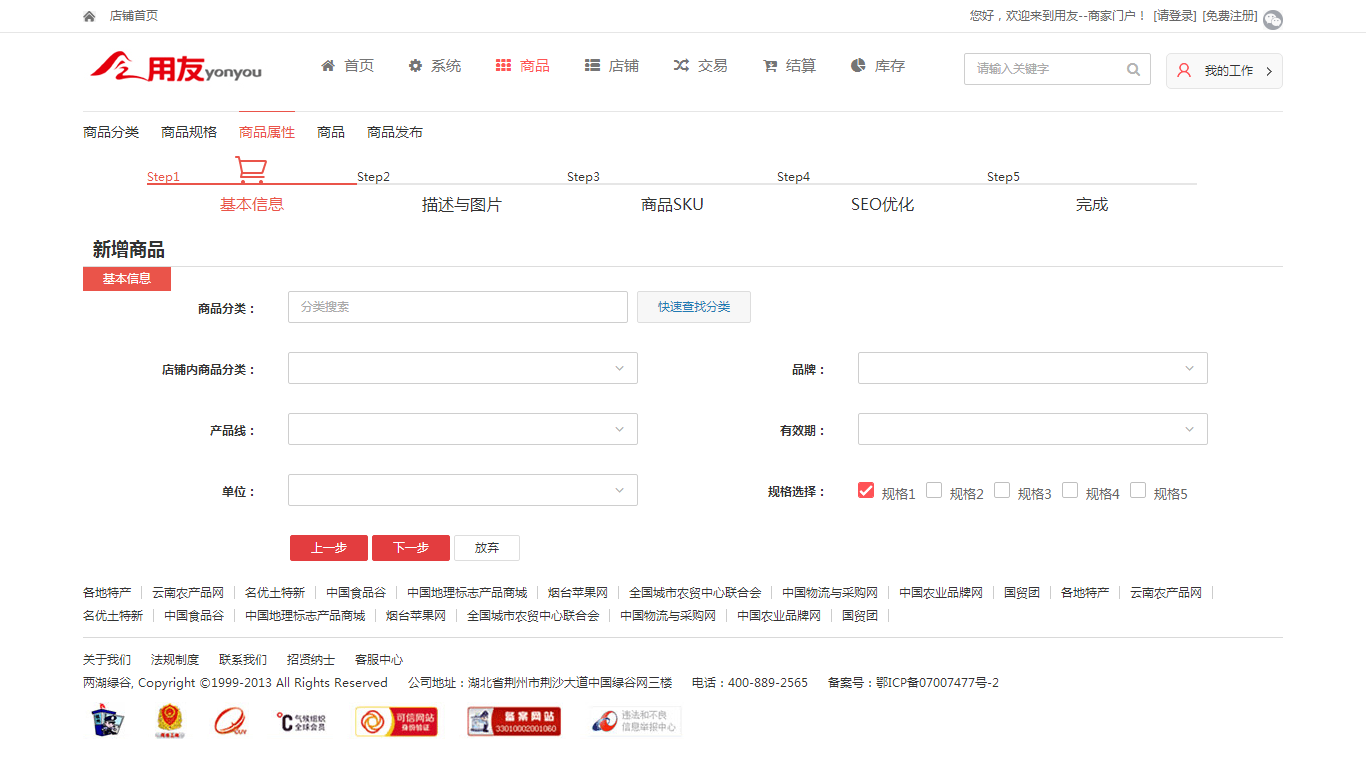 店铺首页 您好，欢迎来到用友--商家门户！ [请登录] [免费注册]
用友yonyou 首页 系统 商品 店铺 交易 结算 库存 请输入关键字 我的工作
商品分类 商品规格 商品属性 商品 商品发布
Step1 Step2 Step3 Step4 Step5
基本信息 描述与图片 商品SKU SEO优化 完成
新增商品
基本信息
商品分类： 分类搜索 快速查找分类
店铺内商品分类： 品牌：
产品线： 有效期：
单位： 规格选择： 规格1 规格2 规格3 规格4 规格5
上一步 下一步 放弃
各地特产 云南农产品网 名优土特新 中国食品谷 中国地理标志产品商城 烟台苹果网 全国城市农贸中心联合会 中国物流与采购网 中国农业品牌网 国贸团 各地特产 云南农产品网
名优土特新 中国食品谷 中国地理标志产品商城 烟台苹果网 全国城市农贸中心联合会 中国物流与采购网 中国农业品牌网 国贸团
关于我们 法规制度 联系我们 招贤纳士 客服中心
两湖绿谷, Copyright ©1999-2013 All Rights Reserved 公司地址：湖北省荆州市荆沙大道中国绿谷网三楼 电话：400-889-2565 备案号：鄂ICP备07007477号-2
℃ 气候组织 可信网站 备案网站 违法和不良
全球会员 身份验证 33010002001060 信息举报中心